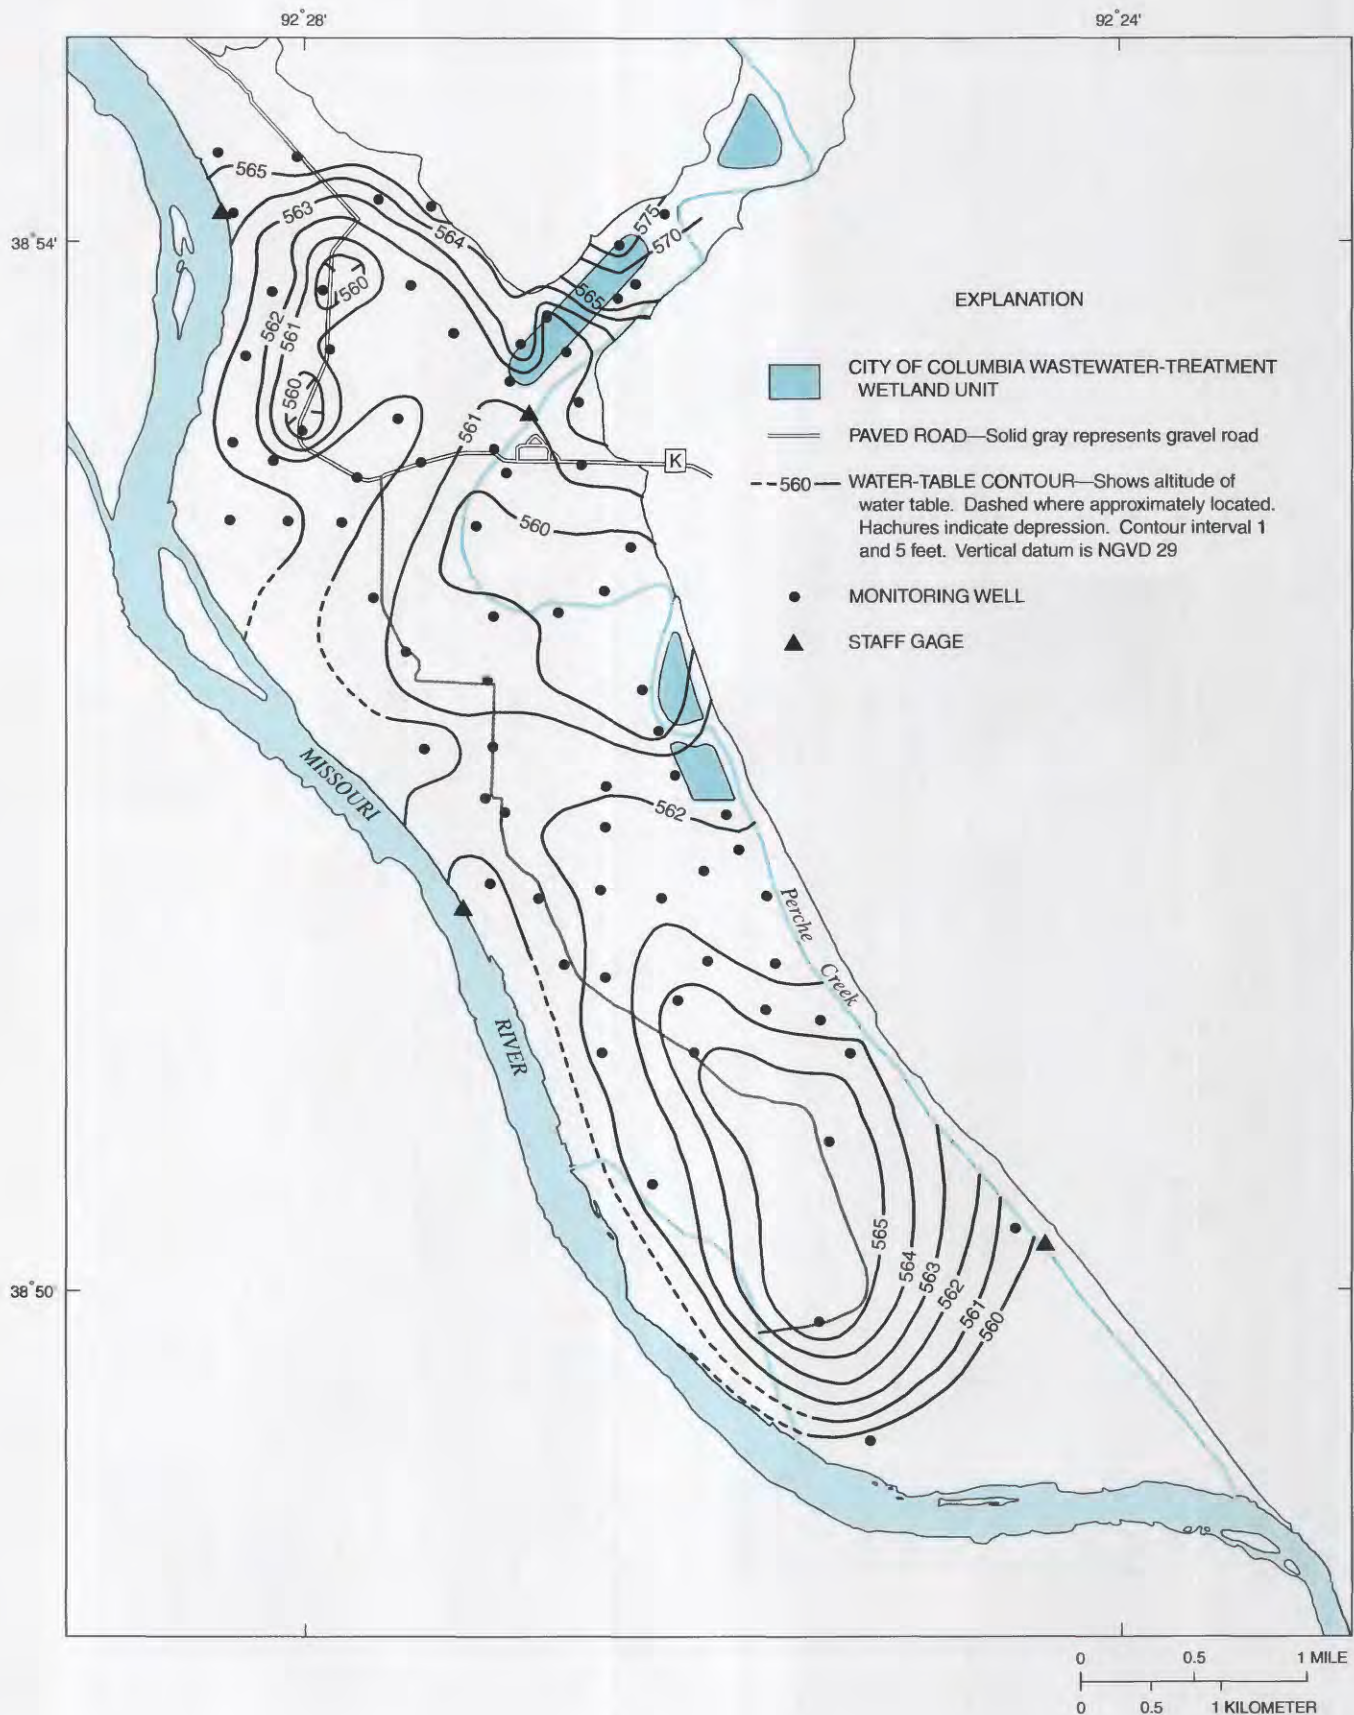 92°28'
92°24'
565
563
564
575
570
38°54'
560
565
EXPLANATION
562
561
CITY OF COLUMBIA WASTEWATER-TREATMENT
WETLAND UNIT
560
561
PAVED ROAD—Solid gray represents gravel road
K
560
--560— WATER-TABLE CONTOUR—Shows altitude of
water table. Dashed where approximately located.
Hachures indicate depression. Contour interval 1
and 5 feet. Vertical datum is NGVD 29
MONITORING WELL
STAFF GAGE
MISSOURI
562
Perche
Creek
RIVER
565
564
563
562
561
560
38°50'
0 0.5 1 MILE
0 0.5 1 KILOMETER